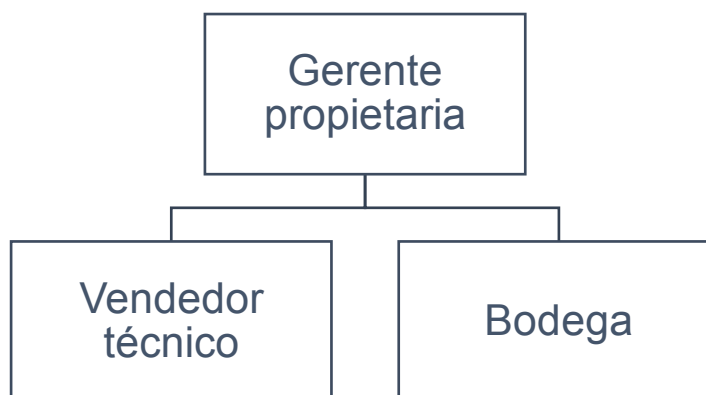 Gerente
propietaria
Vendedor
técnico
Bodega